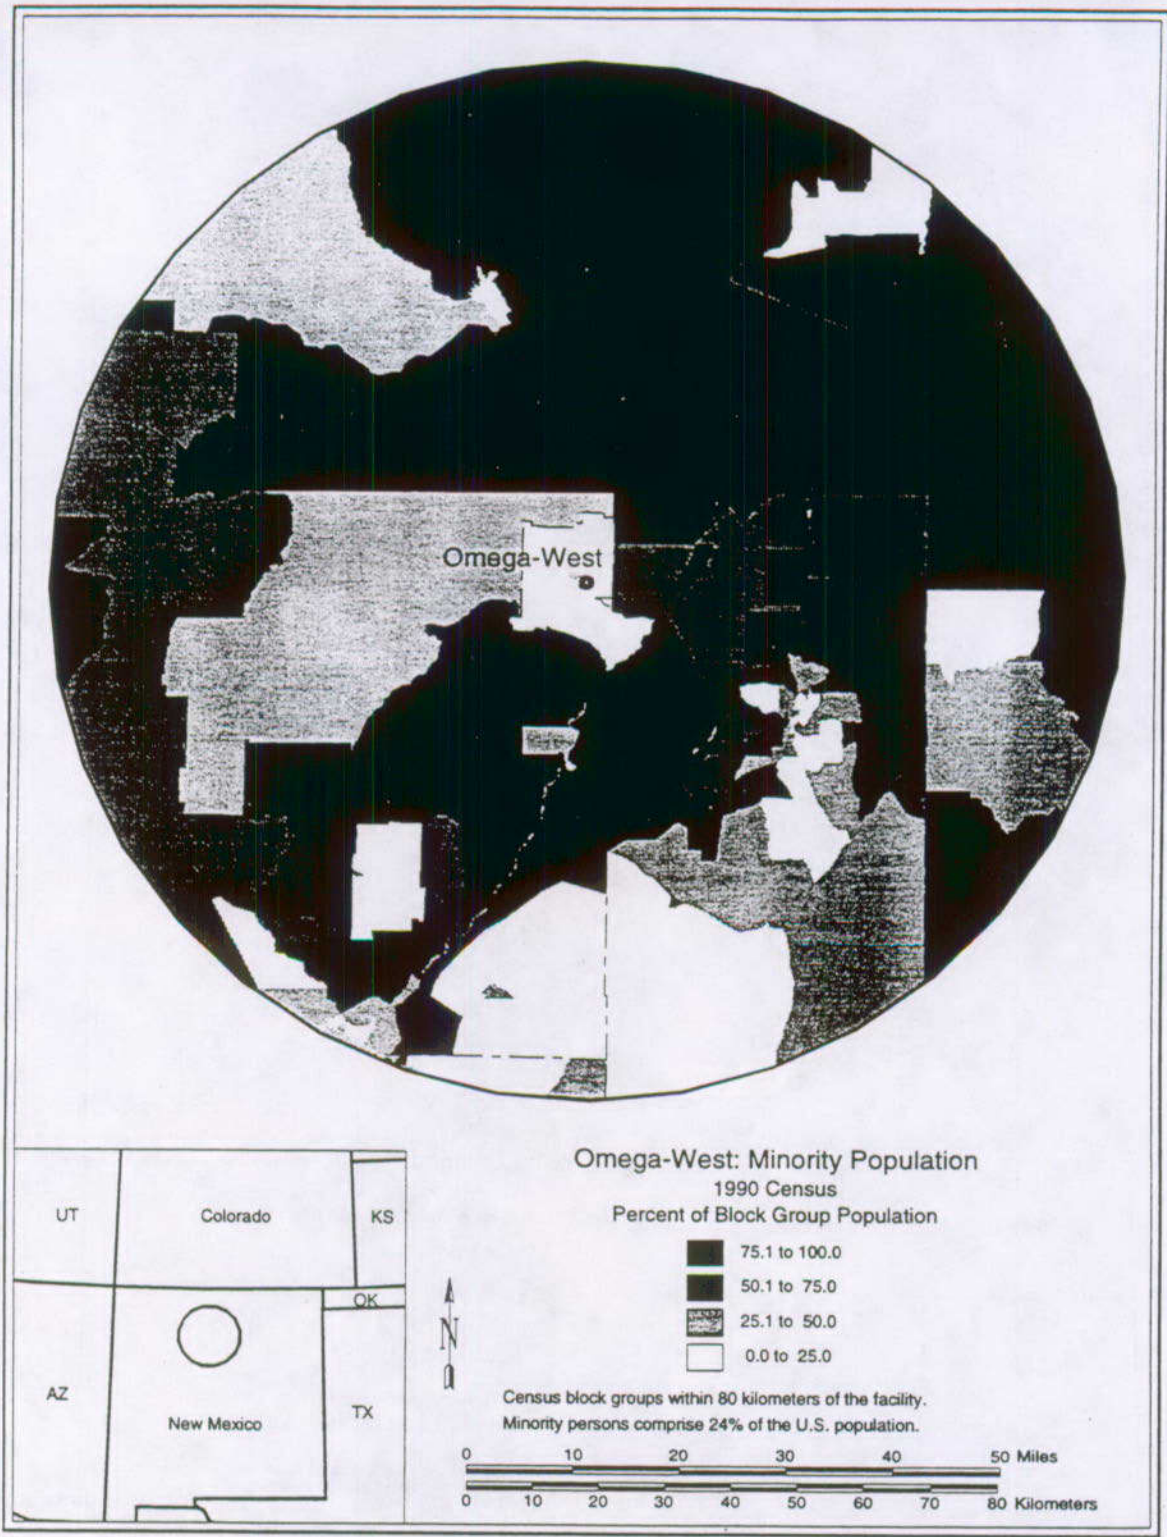 Omega-West
Omega-West: Minority Population
1990 Census
Percent of Block Group Population
75.1 to 100.0
50.1 to 75.0
25.1 to 50.0
0.0 to 25.0
Census block groups within 80 kilometers of the facility.
Minority persons comprise 24% of the U.S. population.
0 10 20 30 40 50 Miles
0 10 20 30 40 50 60 70 80 Kilometers
N
UT
Colorado
KS
OK
AZ
New Mexico
TX